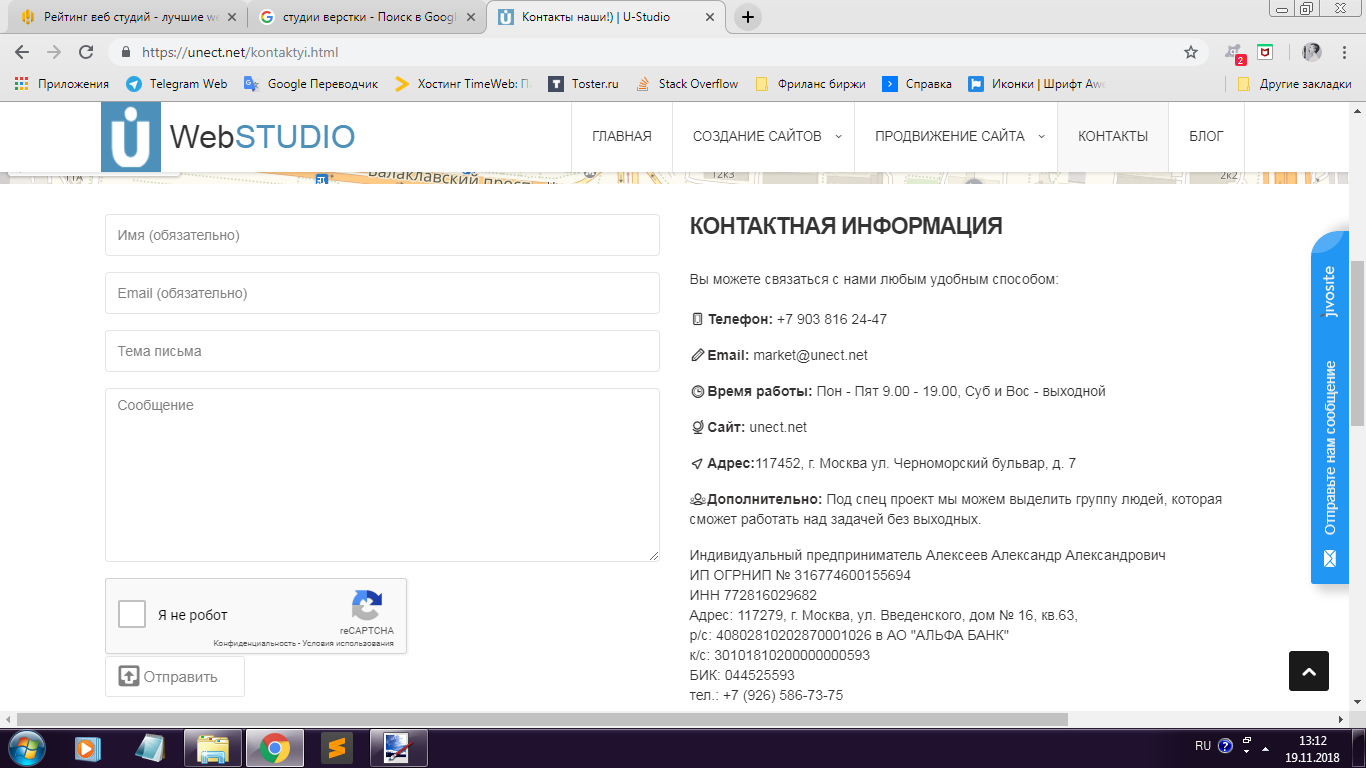 Рейтинг веб студий - лучшие we
студии верстки - Поиск в Googl
Контакты наши!) | U-Studio
https://unect.net/kontaktyi.html
2
Приложения
Telegram Web
Google Переводчик
Хостинг TimeWeb: П
Toster.ru
Stack Overflow
Фриланс биржи
Справка
Иконки | Шрифт Awe
Другие закладки
WebSTUDIO
ГЛАВНАЯ
СОЗДАНИЕ САЙТОВ
ПРОДВИЖЕНИЕ САЙТА
КОНТАКТЫ
БЛОГ
11А
Балаклавский просп
12к3
2к2
Имя (обязательно)
Email (обязательно)
Тема письма
Сообщение
Я не робот
reCAPTCHA
Конфиденциальность - Условия использования
Отправить
КОНТАКТНАЯ ИНФОРМАЦИЯ
Вы можете связаться с нами любым удобным способом:
Телефон: +7 903 816 24-47
Email: market@unect.net
Время работы: Пон - Пят 9.00 - 19.00, Суб и Вос - выходной
Сайт: unect.net
Адрес:117452, г. Москва ул. Черноморский бульвар, д. 7
Дополнительно: Под спец проект мы можем выделить группу людей, которая
сможет работать над задачей без выходных.
Индивидуальный предприниматель Алексеев Александр Александрович
ИП ОГРНИП № 316774600155694
ИНН 772816029682
Адрес: 117279, г. Москва, ул. Введенского, дом № 16, кв.63,
р/с: 40802810202870001026 в АО "АЛЬФА БАНК"
к/с: 30101810200000000593
БИК: 044525593
тел.: +7 (926) 586-73-75
jivosite
Отправьте нам сообщение
RU
13:12
19.11.2018